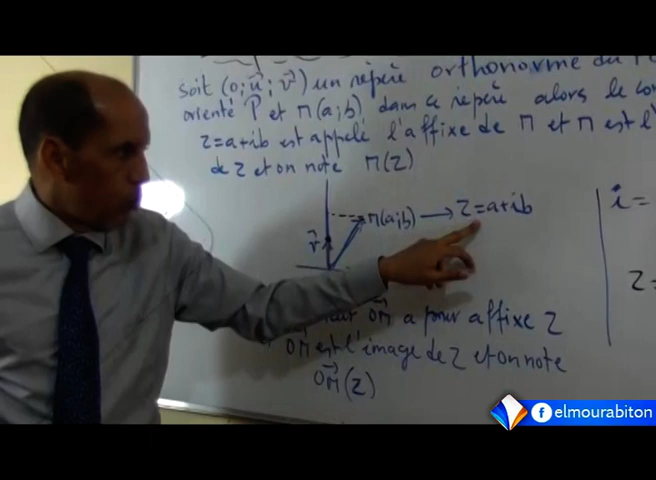 soit (o; u⃗; v⃗) un repère orthonormé du
orienté P et M(a;b) dans ce repère alors le
z=a+ib est appelé l'affixe de M et M est l'
de z et on note M(z)
M(a;b) → z=a+ib
v⃗
i=
z=
OM⃗ a pour affixe z
OM⃗ est l'image de z et on note
OM⃗(z)
elmourabiton